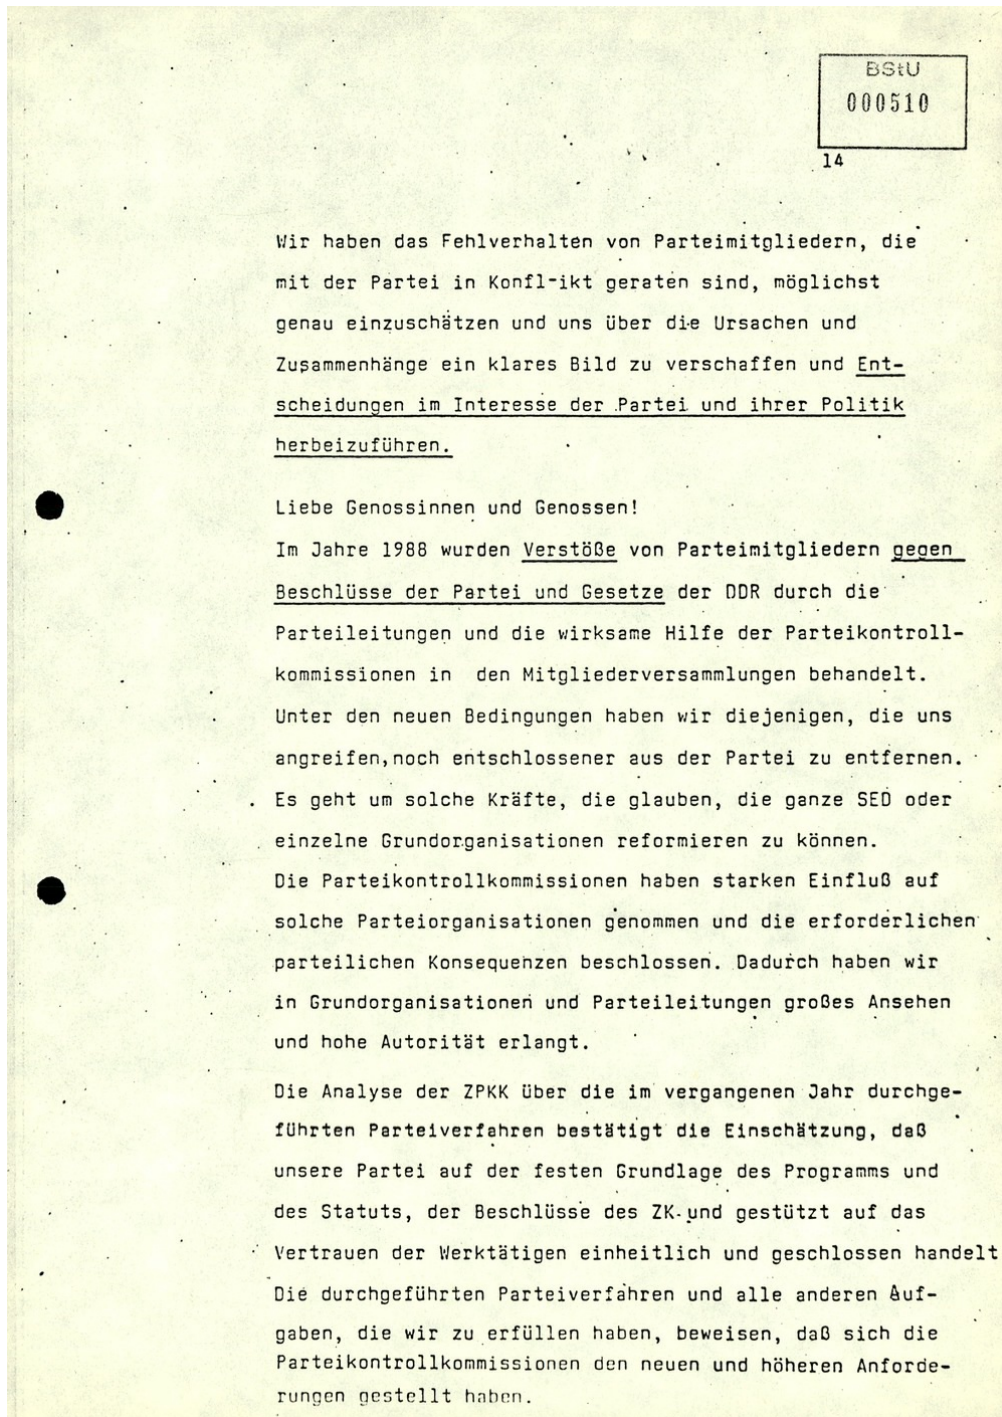 BStU
000510
14
Wir haben das Fehlverhalten von Parteimitgliedern, die
mit der Partei in Konfl-ikt geraten sind, möglichst
genau einzuschätzen und uns über die Ursachen und
Zusammenhänge ein klares Bild zu verschaffen und Ent-
scheidungen im Interesse der Partei und ihrer Politik
herbeizuführen.
Liebe Genossinnen und Genossen!
Im Jahre 1988 wurden Verstöße von Parteimitgliedern gegen
Beschlüsse der Partei und Gesetze der DDR durch die
Parteileitungen und die wirksame Hilfe der Parteikontroll-
kommissionen in den Mitgliederversammlungen behandelt.
Unter den neuen Bedingungen haben wir diejenigen, die uns
angreifen, noch entschlossener aus der Partei zu entfernen.
Es geht um solche Kräfte, die glauben, die ganze SED oder
einzelne Grundorganisationen reformieren zu können.
Die Parteikontrollkommissionen haben starken Einfluß auf
solche Parteiorganisationen genommen und die erforderlichen
parteilichen Konsequenzen beschlossen. Dadurch haben wir
in Grundorganisationen und Parteileitungen großes Ansehen
und hohe Autorität erlangt.
Die Analyse der ZPKK über die im vergangenen Jahr durchge-
führten Parteiverfahren bestätigt die Einschätzung, daß
unsere Partei auf der festen Grundlage des Programms und
des Statuts, der Beschlüsse des ZK und gestützt auf das
Vertrauen der Werktätigen einheitlich und geschlossen handelt
Die durchgeführten Parteiverfahren und alle anderen Auf-
gaben, die wir zu erfüllen haben, beweisen, daß sich die
Parteikontrollkommissionen den neuen und höheren Anforde-
rungen gestellt haben.